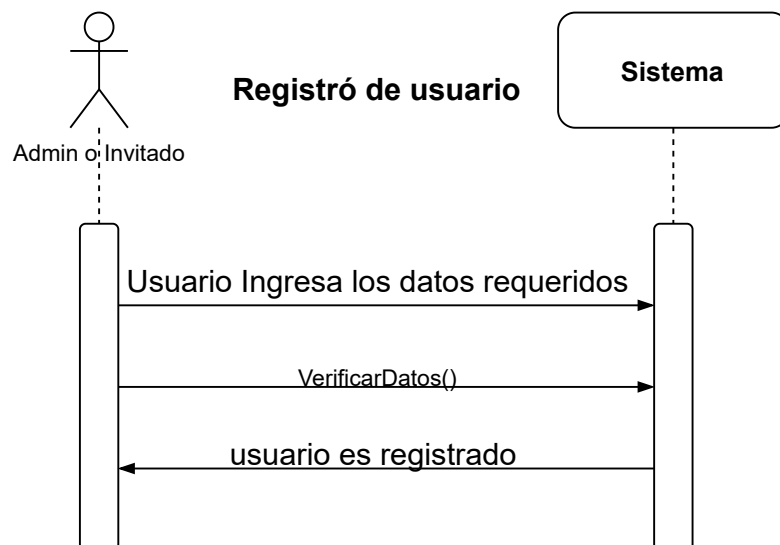 Sistema
Registró de usuario
Admin o Invitado
Usuario Ingresa los datos requeridos
VerificarDatos()
usuario es registrado